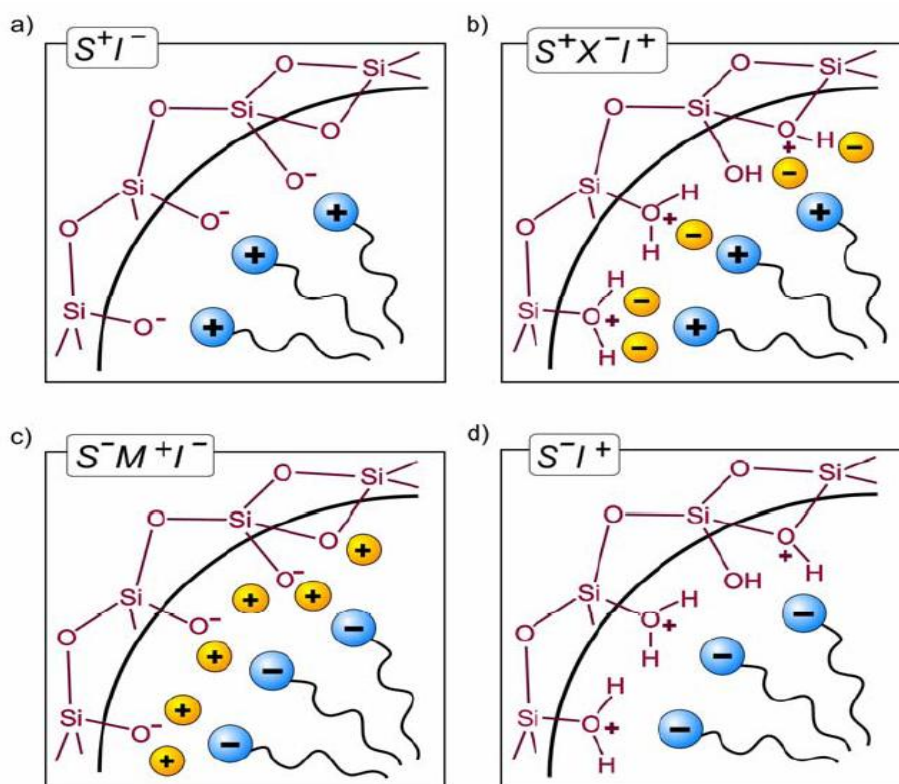 a)
S⁺I⁻
O
Si
O
Si
O
O⁻
Si
O⁻
+
O
+
Si
O⁻
+
b)
S⁺X⁻I⁺
O
Si
O
Si
O
H
+
−
−
OH
Si
H
O
+
+
H
−
O
+
H
−
Si
O
+
+
−
H
c)
S⁻M⁺I⁻
O
Si
O
Si
O
+
O⁻
+
+
Si
O⁻
−
O
+
−
+
Si
O⁻
−
+
d)
S⁻I⁺
O
Si
O
Si
O
+
H
OH
Si
H
O
+
−
O
H
−
H
Si
O
+
−
H